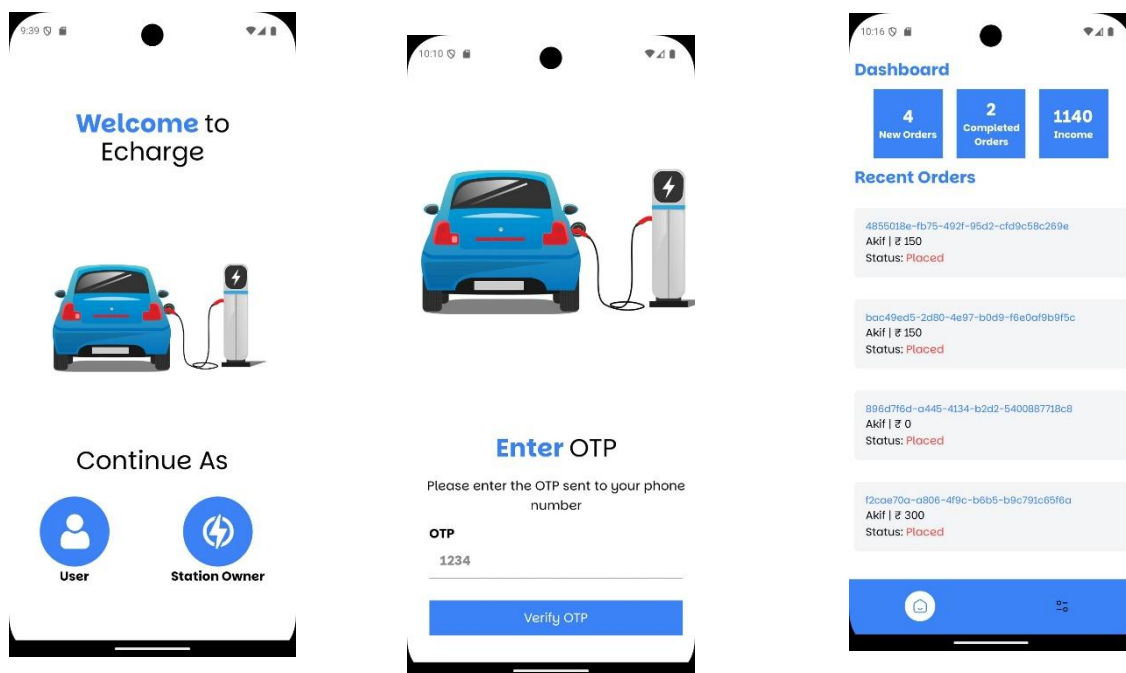 9:39
Welcome to
Echarge
Continue As
User
Station Owner
10:10
Enter OTP
Please enter the OTP sent to your phone
number
OTP
1234
Verify OTP
10:16
Dashboard
4
New Orders
2
Completed
Orders
1140
Income
Recent Orders
4855018e-fb75-492f-95d2-cfd9c58c269e
Akif | ₹ 150
Status: Placed
bac49ed5-2d80-4e97-b0d9-f6e0af9b9f5c
Akif | ₹ 150
Status: Placed
896d7f6d-a445-4134-b2d2-5400887718c8
Akif | ₹ 0
Status: Placed
f2cae70a-a806-4f9c-b6b5-b9c791c65f6a
Akif | ₹ 300
Status: Placed